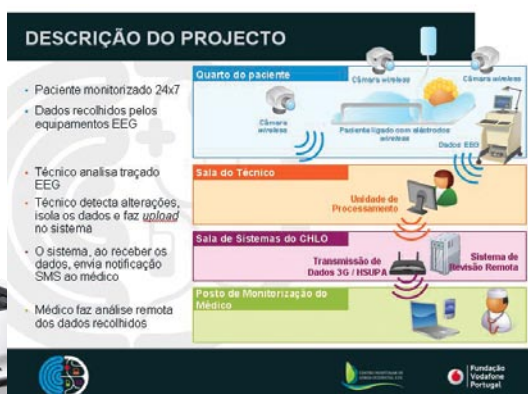 DESCRIÇÃO DO PROJECTO
Paciente monitorizado 24x7
Dados recolhidos pelos
equipamentos EEG
Técnico analisa traçado
EEG
Técnico detecta alterações,
isola os dados e faz upload
no sistema
O sistema, ao receber os
dados, envia notificação
SMS ao médico
Médico faz análise remota
dos dados recolhidos
Quarto do paciente
Câmara wireless
Câmara
wireless
Câmara
wireless
Paciente ligado com eléctrodos
wireless
Dados EEG
Sala do Técnico
Unidade de
Processamento
Sala de Sistemas do CHLO
Transmissão de
Dados 3G / HSUPA
Sistema de
Revisão Remota
Posto de Monitorização do
Médico
Fundação
Vodafone
Portugal